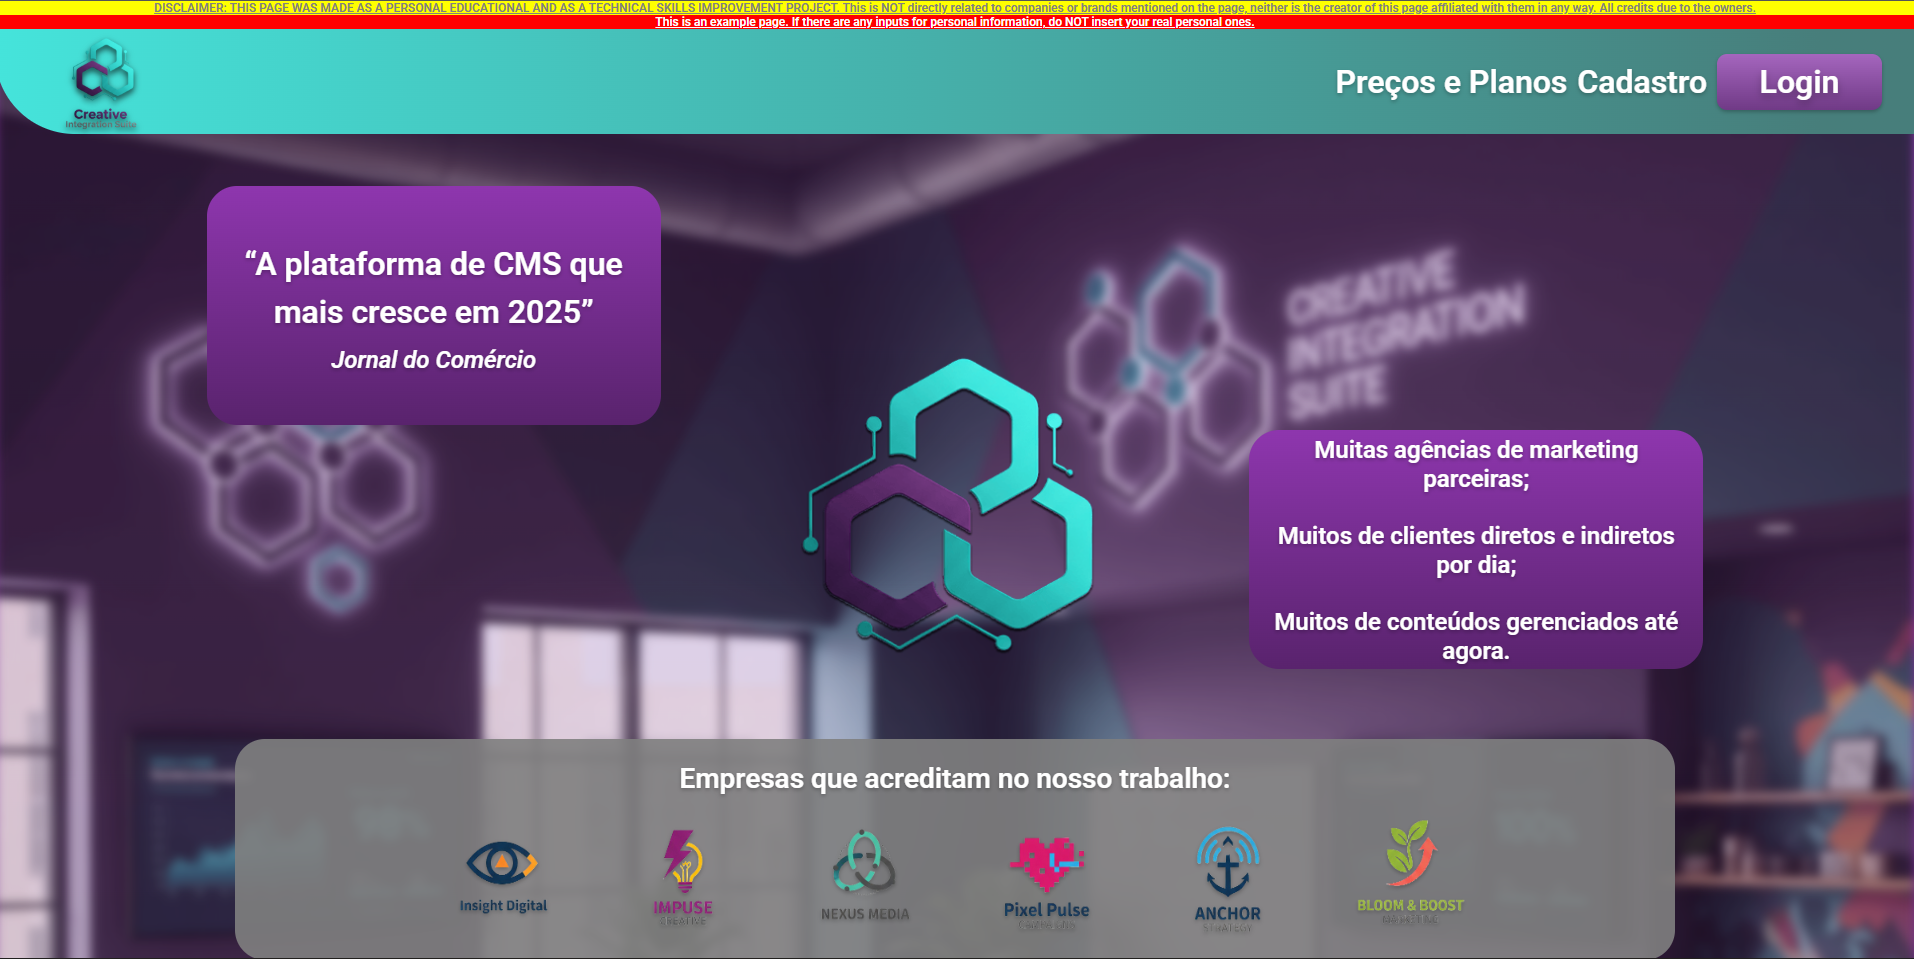 DISCLAIMER: THIS PAGE WAS MADE AS A PERSONAL EDUCATIONAL AND AS A TECHNICAL SKILLS IMPROVEMENT PROJECT. This is NOT directly related to companies or brands mentioned on the page, neither is the creator of this page affiliated with them in any way. All credits due to the owners.
This is an example page. If there are any inputs for personal information, do NOT insert your real personal ones.
Creative
Integration Suite
Preços e Planos Cadastro Login
“A plataforma de CMS que
mais cresce em 2025”
Jornal do Comércio
CREATIVE
INTEGRATION
SUITE
Muitas agências de marketing
parceiras;
Muitos de clientes diretos e indiretos
por dia;
Muitos de conteúdos gerenciados até
agora.
Empresas que acreditam no nosso trabalho:
Insight Digital
IMPUSE
NEXUS MEDIA
Pixel Pulse
ANCHOR
BLOOM & BOOST